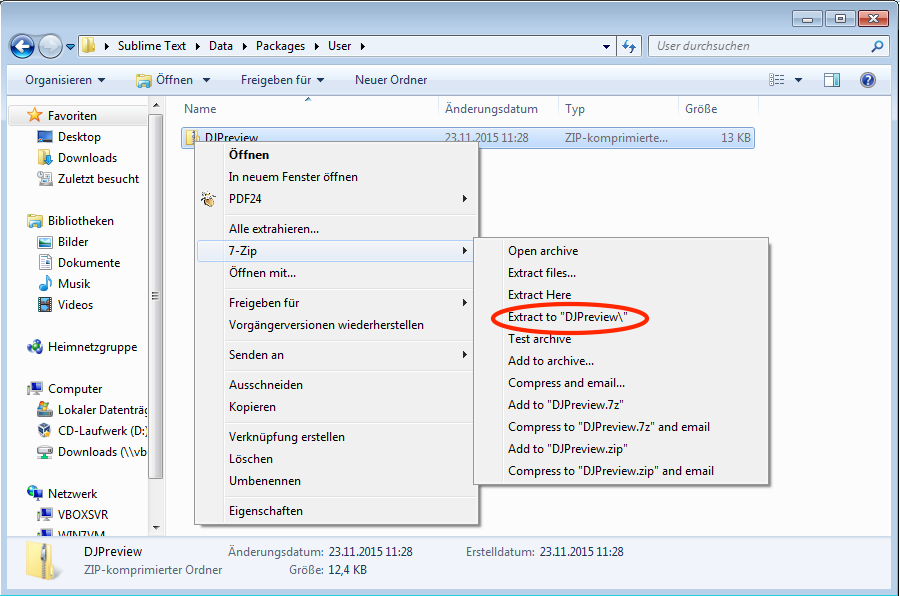 Sublime Text Data Packages User
User durchsuchen
Organisieren Öffnen Freigeben für Neuer Ordner
Favoriten
Desktop
Downloads
Zuletzt besucht
Bibliotheken
Bilder
Dokumente
Musik
Videos
Heimnetzgruppe
Computer
Lokaler Datenträg
CD-Laufwerk (D:)
Downloads (\\vb
Netzwerk
VBOXSVR
WIN7VM
Name Änderungsdatum Typ Größe
DJPreview 23.11.2015 11:28 ZIP-komprimierte... 13 KB
Öffnen
In neuem Fenster öffnen
PDF24
Alle extrahieren...
7-Zip
Öffnen mit...
Freigeben für
Vorgängerversionen wiederherstellen
Senden an
Ausschneiden
Kopieren
Verknüpfung erstellen
Löschen
Umbenennen
Eigenschaften
Open archive
Extract files...
Extract Here
Extract to "DJPreview\"
Test archive
Add to archive...
Compress and email...
Add to "DJPreview.7z"
Compress to "DJPreview.7z" and email
Add to "DJPreview.zip"
Compress to "DJPreview.zip" and email
DJPreview Änderungsdatum: 23.11.2015 11:28 Erstelldatum: 23.11.2015 11:28
ZIP-komprimierter Ordner Größe: 12,4 KB